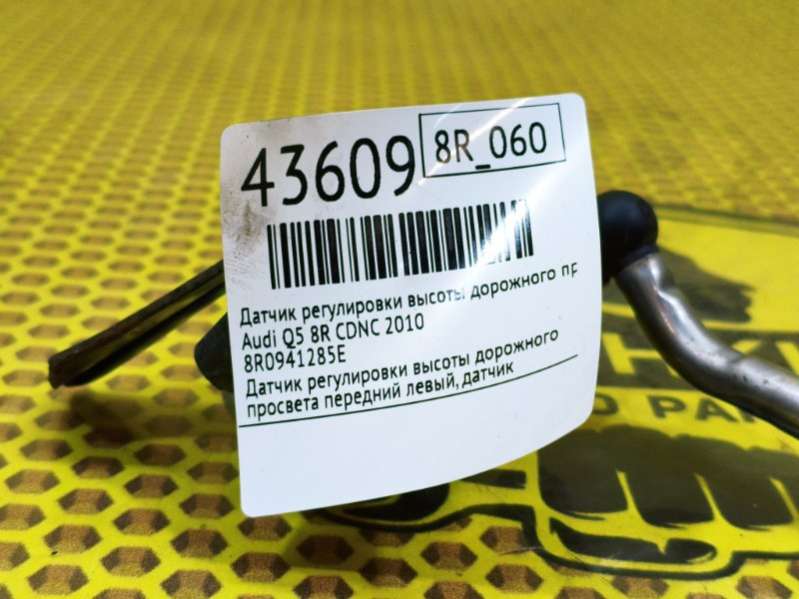 43609
8R_060
Датчик регулировки высоты дорожного пр
Audi Q5 8R CDNC 2010
8R0941285E
Датчик регулировки высоты дорожного
просвета передний левый, датчик